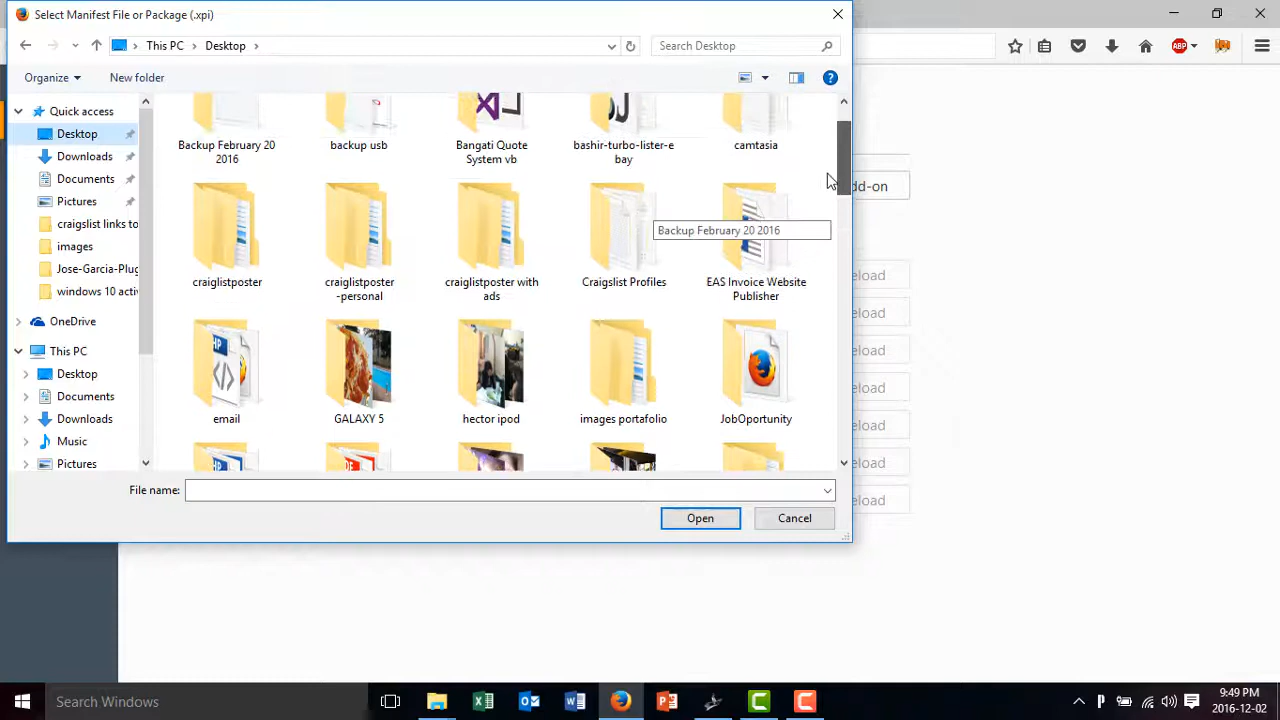 Select Manifest File or Package (.xpi)
This PC
Desktop
Search Desktop
ABP
Organize
New folder
Quick access
Desktop
Downloads
Documents
Pictures
craigslist links to
images
Jose-Garcia-Plug
windows 10 activ
OneDrive
This PC
Desktop
Documents
Downloads
Music
Pictures
Backup February 20
2016
backup usb
Bangati Quote
System vb
bashir-turbo-lister-e
bay
camtasia
craiglistposter
craiglistposter
-personal
craiglistposter with
ads
Craigslist Profiles
EAS Invoice Website
Publisher
Backup February 20 2016
email
GALAXY 5
hector ipod
images portafolio
JobOportunity
File name:
Open
Cancel
dd-on
eload
eload
eload
eload
eload
eload
eload
Search Windows
9:49 PM
2016-12-02